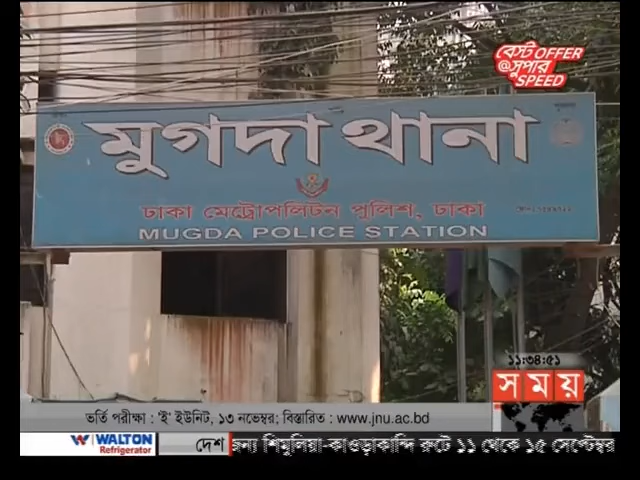 বেস্ট OFFER
@সুপার
SPEED
মুগদা থানা
ঢাকা মেট্রোপলিটন পুলিশ, ঢাকা
MUGDA POLICE STATION
১১:৩৪:৫১
সময়
ভর্তি পরীক্ষা : 'ই' ইউনিট, ১৩ নভেম্বর; বিস্তারিত : www.jnu.ac.bd
WALTON
Refrigerator
দেশ
জন্য শিমুলিয়া-কাওড়াকান্দি রুটে ১১ থেকে ১৫ সেপ্টেম্বর